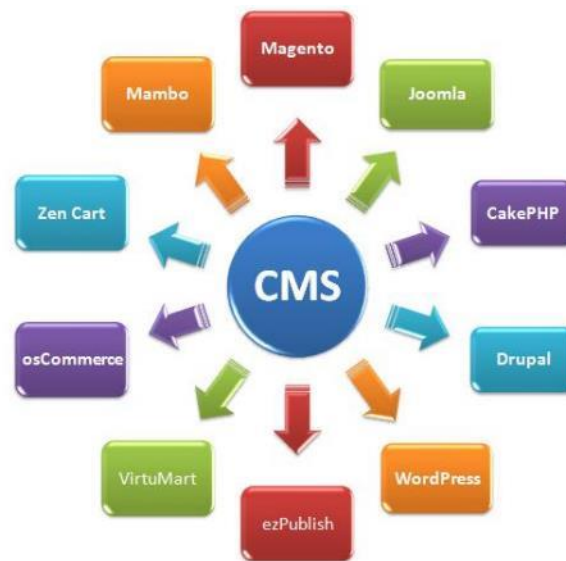 Magento
Joomla
CakePHP
Drupal
WordPress
ezPublish
VirtuMart
osCommerce
Zen Cart
Mambo
CMS